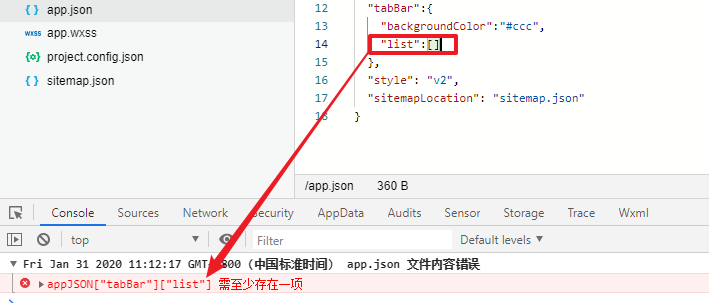 app.json
app.wxss
project.config.json
sitemap.json
12 "tabBar":{
13 "backgroundColor":"#ccc",
14 "list":[]
15 },
16 "style": "v2",
17 "sitemapLocation": "sitemap.json"
18 }
/app.json 360 B
Console Sources Network Security AppData Audits Sensor Storage Trace Wxml
top Filter Default levels
Fri Jan 31 2020 11:12:17 GMT 800 (中国标准时间) app.json 文件内容错误
appJSON["tabBar"]["list"] 需至少存在一项